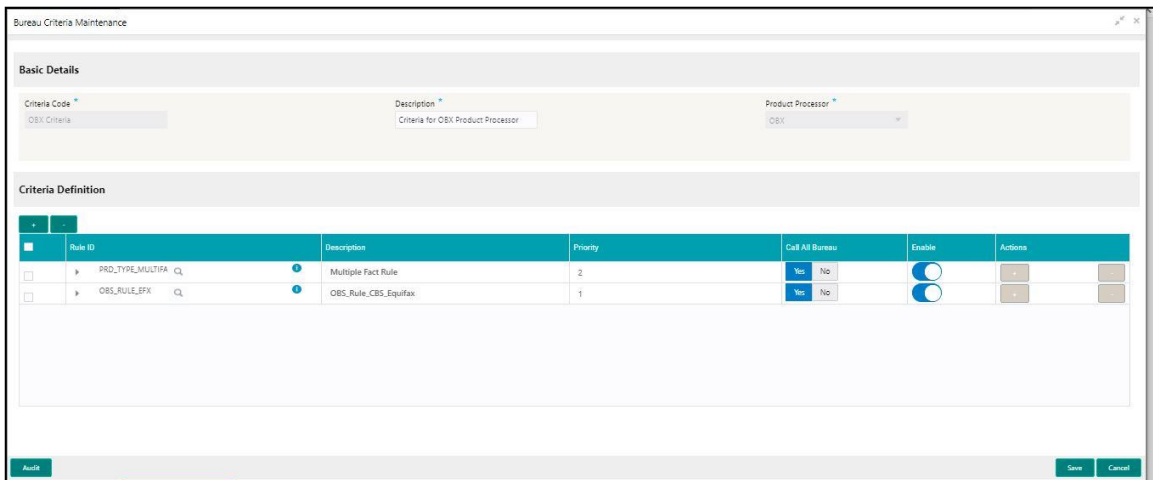 Bureau Criteria Maintenance
Basic Details
Criteria Code *
Description *
Product Processor *
OBX Criteria
Criteria for OBX Product Processor
OBX
Criteria Definition
+ -
Rule ID Description Priority Call All Bureau Enable Actions
PRD_TYPE_MULTIFA Multiple Fact Rule 2 Yes No + -
OBS_RULE_EFX OBS_Rule_CBS_Equifax 1 Yes No + -
Audit Save Cancel